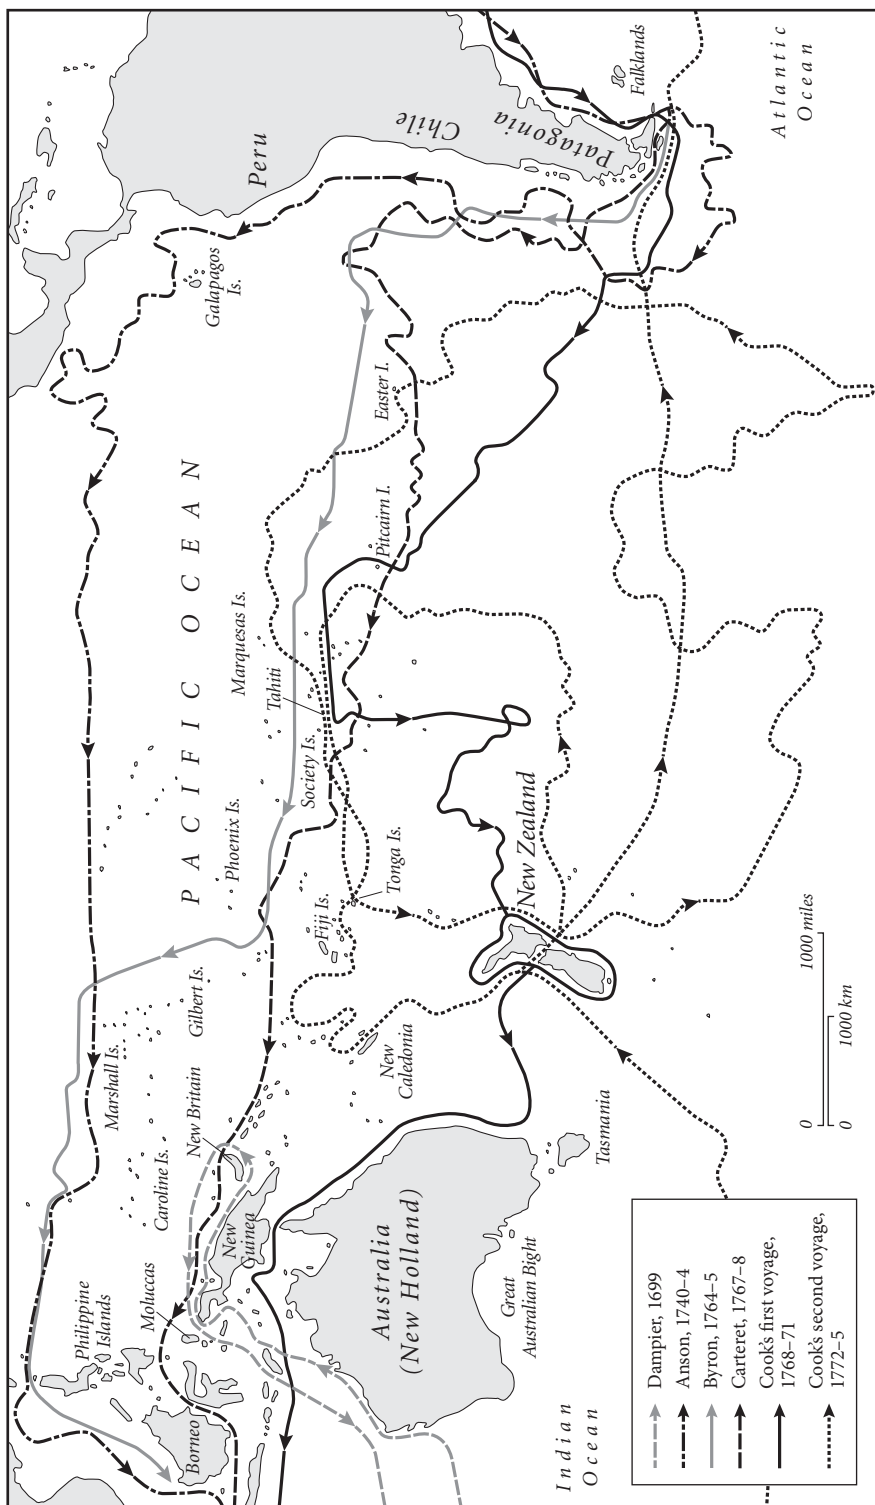 Atlantic
Ocean
Falklands
Patagonia
Chile
Peru
Galapagos
Is.
PACIFIC OCEAN
Easter I.
Pitcairn I.
Marquesas Is.
Tahiti
Society Is.
Phoenix Is.
Tonga Is.
Fiji Is.
New Zealand
Gilbert Is.
Marshall Is.
New
Caledonia
New Britain
Caroline Is.
Tasmania
New
Guinea
Moluccas
Philippine
Islands
Borneo
Australia
(New Holland)
Great
Australian Bight
Indian
Ocean
0 1000 miles
0 1000 km
Dampier, 1699
Anson, 1740–4
Byron, 1764–5
Carteret, 1767–8
Cook's first voyage,
1768–71
Cook's second voyage,
1772–5